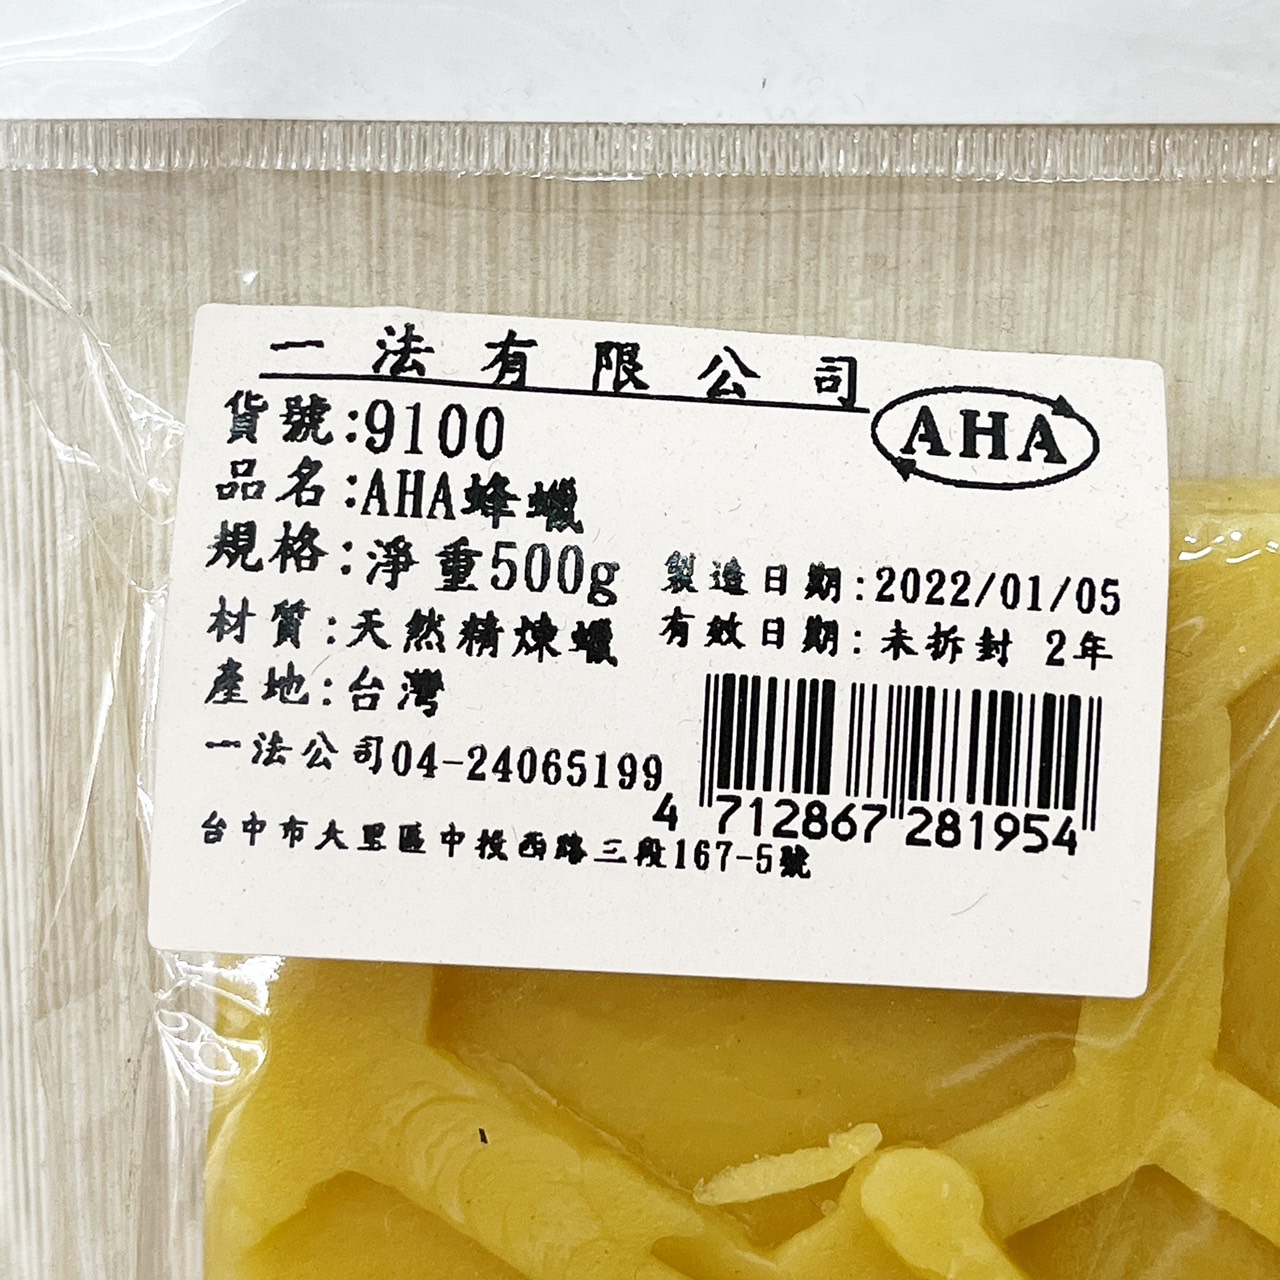 一法有限公司
AHA
貨號:9100
品名:AHA蜂蠟
規格:淨重500g
材質:天然精煉蠟
產地:台灣
製造日期:2022/01/05
有效日期:未拆封 2年
一法公司04-24065199
4 712867 281954
台中市大里區中投西路三段167-5號